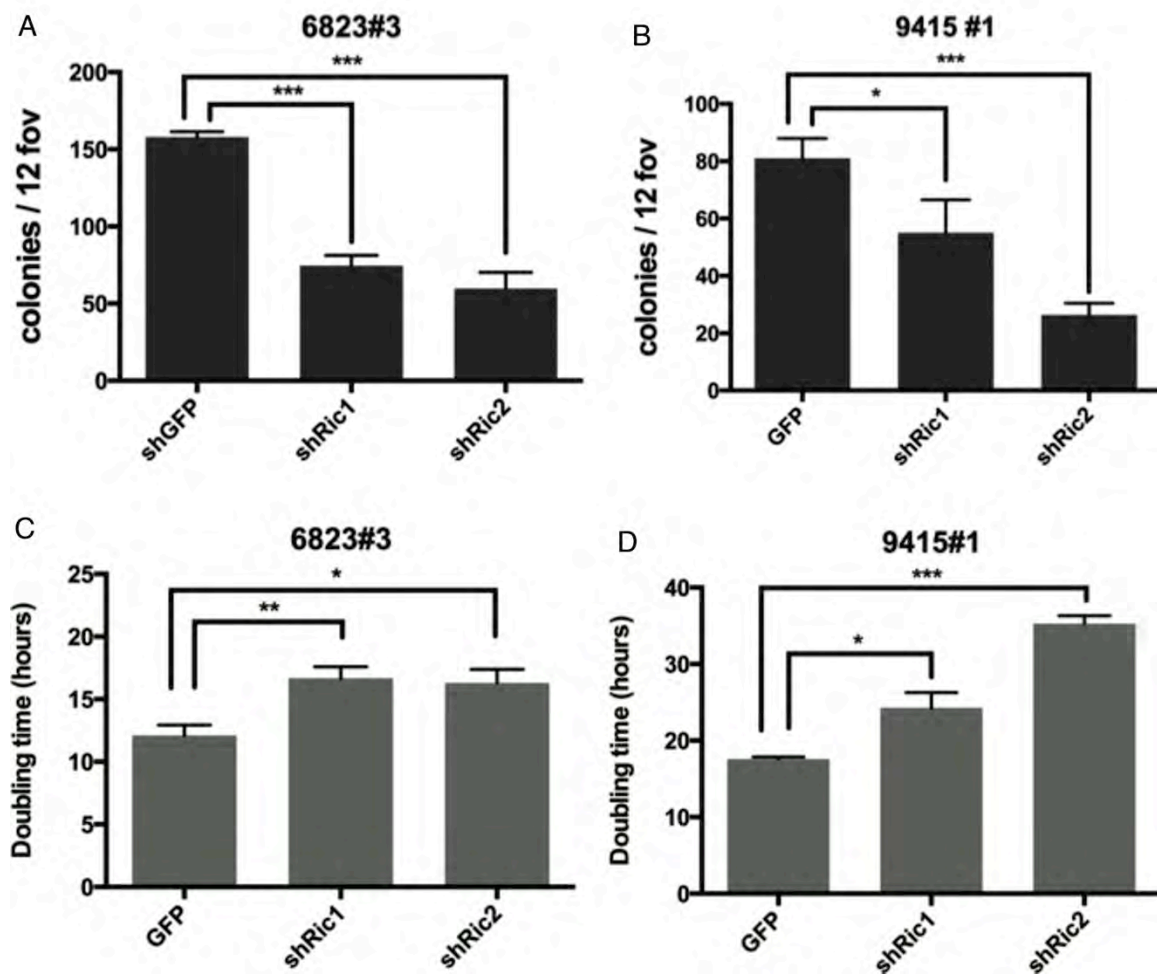 A
6823#3
***
***
colonies / 12 fov
200
150
100
50
0
shGFP
shRic1
shRic2
B
9415 #1
***
*
colonies / 12 fov
100
80
60
40
20
0
GFP
shRic1
shRic2
C
6823#3
*
**
Doubling time (hours)
25
20
15
10
5
0
GFP
shRic1
shRic2
D
9415#1
***
*
Doubling time (hours)
40
30
20
10
0
GFP
shRic1
shRic2